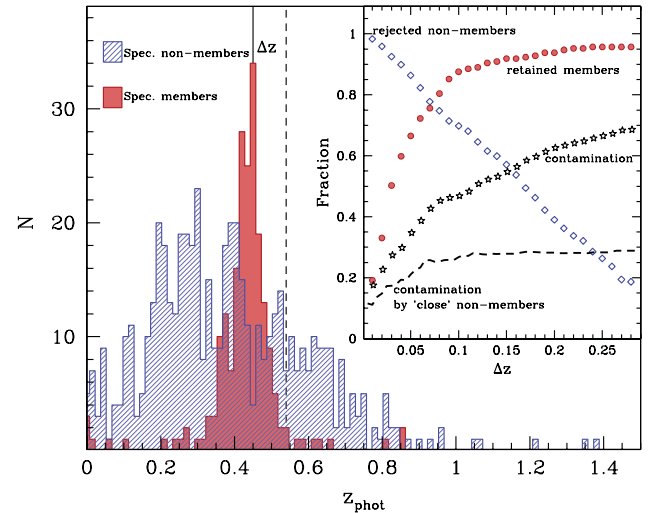 Spec. non-members
Spec. members
Δz
N
30
20
10
0
0.2
0.4
0.6
0.8
1
1.2
1.4
z_phot
Fraction
1
0.8
0.6
0.4
0.2
0
rejected non-members
retained members
contamination
contamination
by 'close' non-members
0.05
0.1
0.15
0.2
0.25
Δz